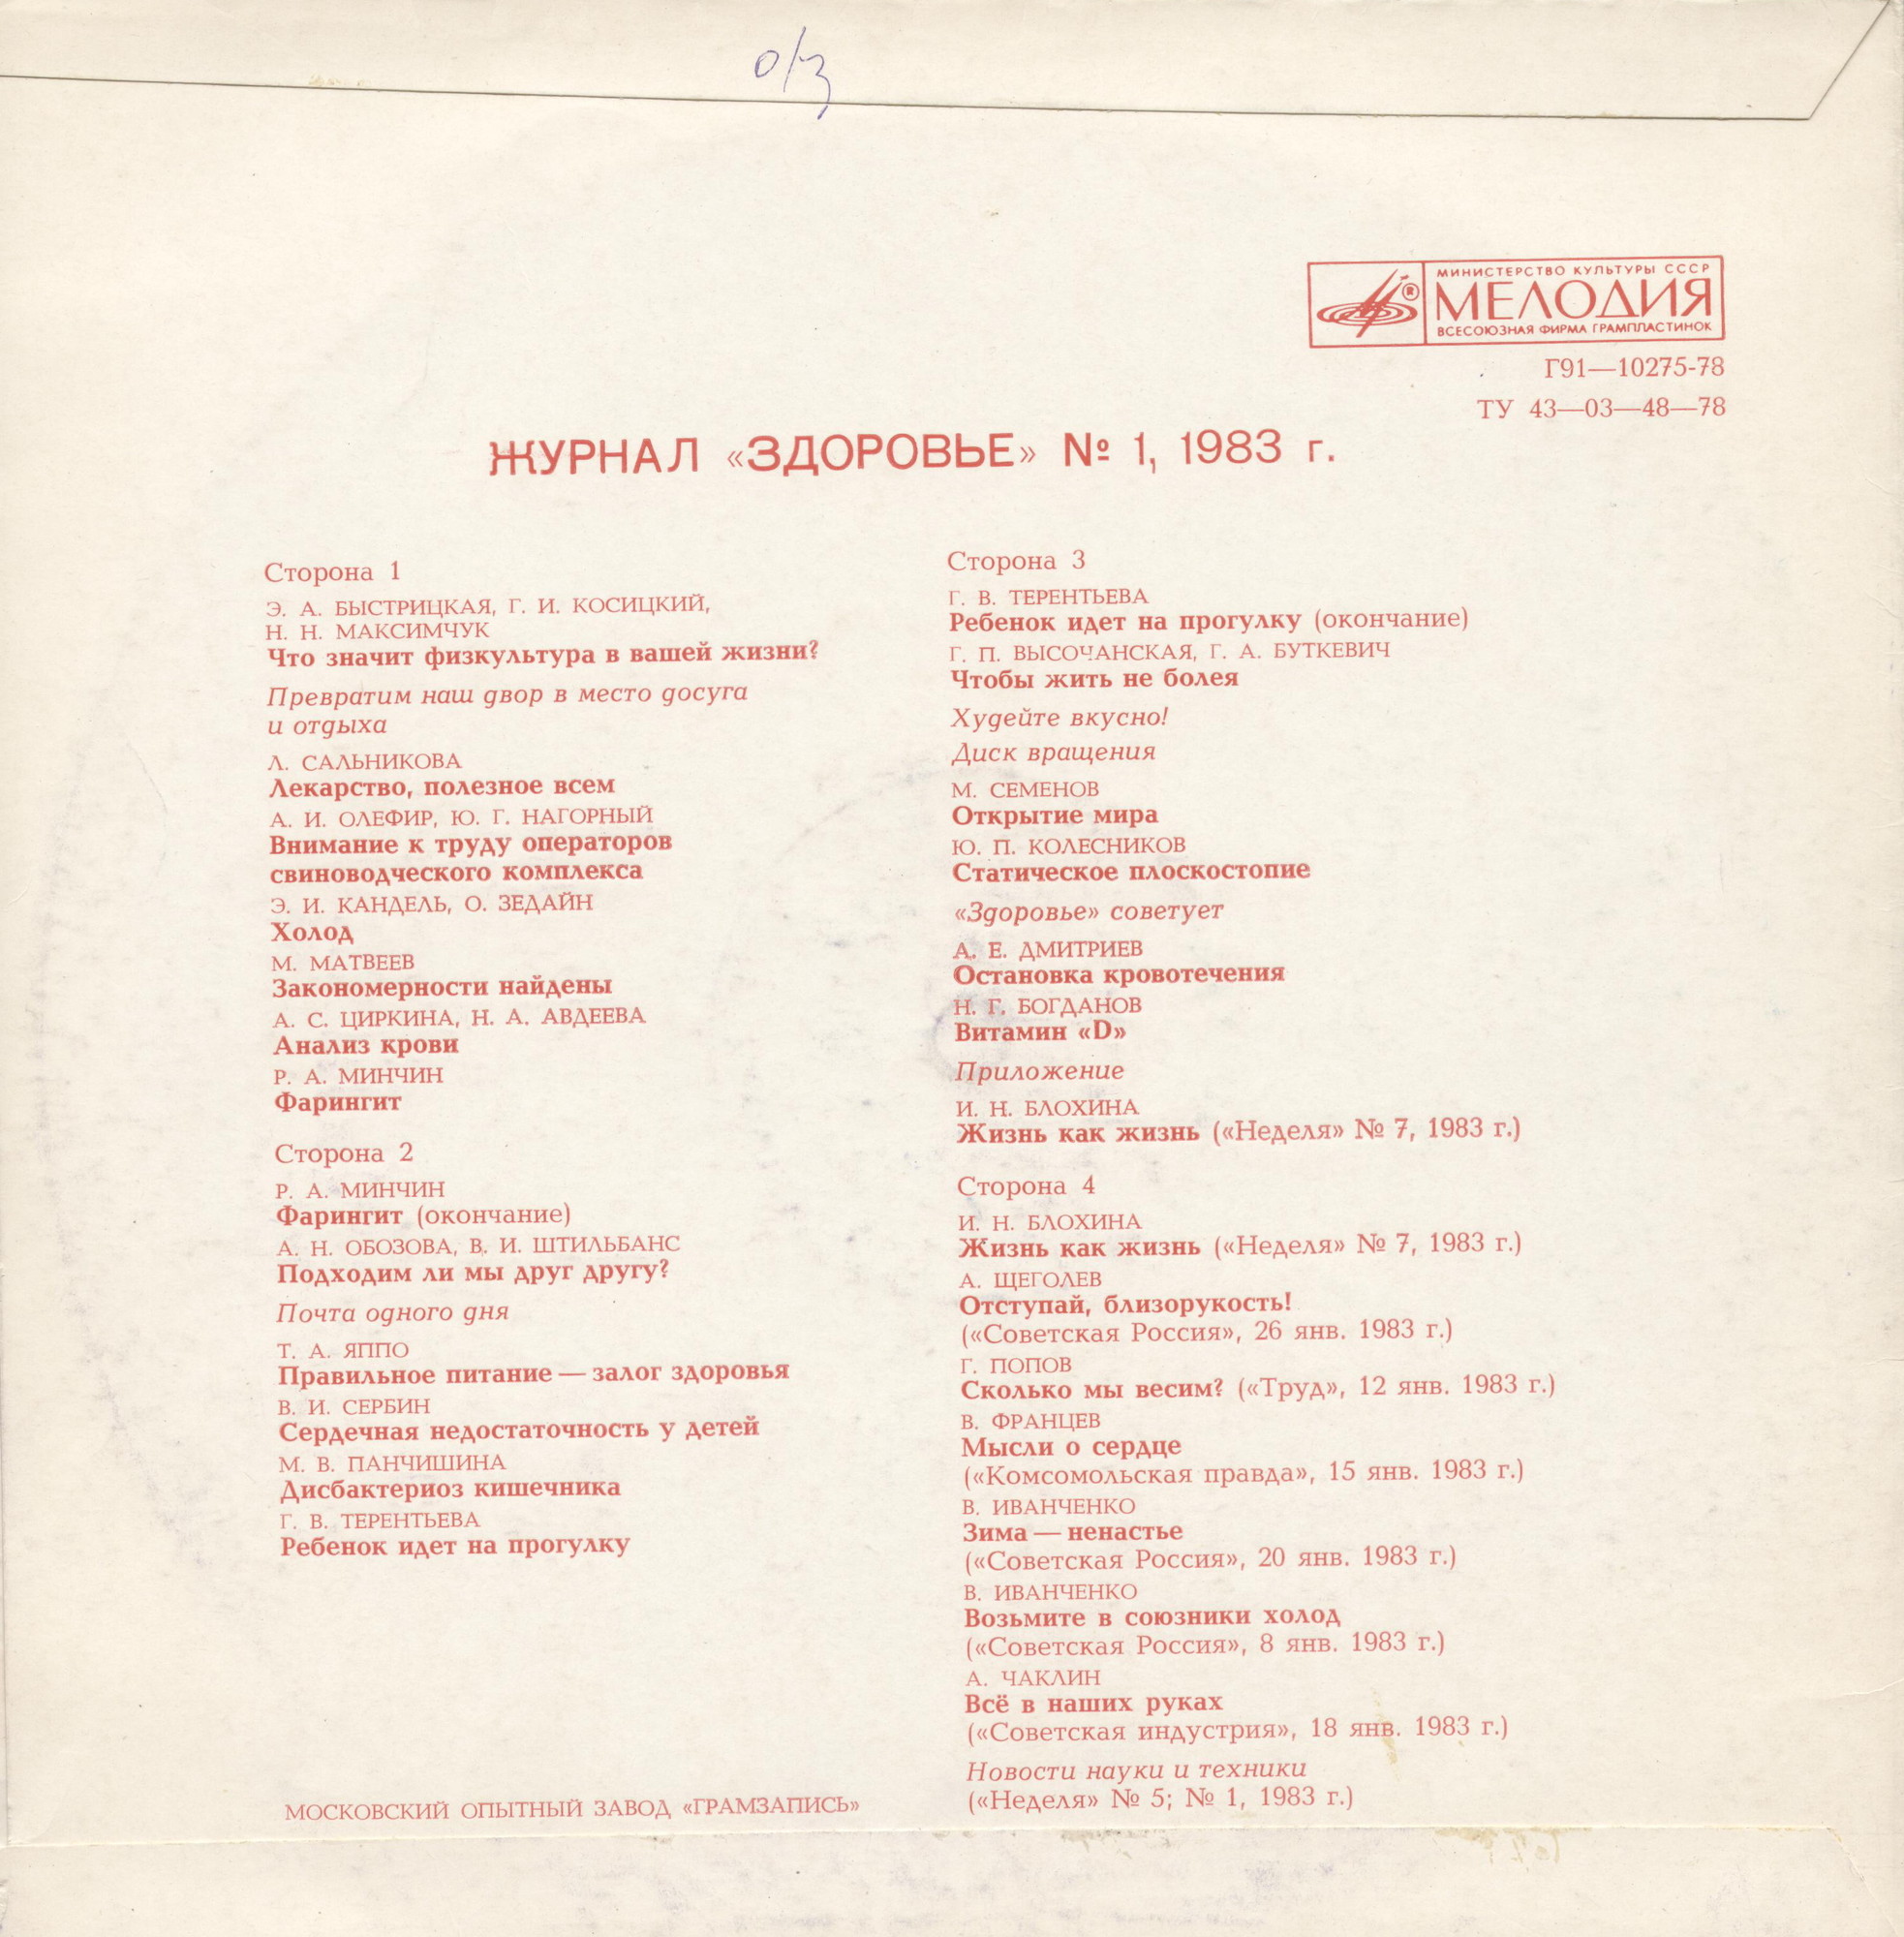 МИНИСТЕРСТВО КУЛЬТУРЫ СССР
МЕЛОДИЯ
ВСЕСОЮЗНАЯ ФИРМА ГРАМПЛАСТИНОК
Г91—10275-78
ТУ 43—03—48—78
ЖУРНАЛ «ЗДОРОВЬЕ» № 1, 1983 г.
Сторона 1
Э. А. БЫСТРИЦКАЯ, Г. И. КОСИЦКИЙ,
Н. Н. МАКСИМЧУК
Что значит физкультура в вашей жизни?
Превратим наш двор в место досуга
и отдыха
Л. САЛЬНИКОВА
Лекарство, полезное всем
А. И. ОЛЕФИР, Ю. Г. НАГОРНЫЙ
Внимание к труду операторов
свиноводческого комплекса
Э. И. КАНДЕЛЬ, О. ЗЕДАЙН
Холод
М. МАТВЕЕВ
Закономерности найдены
А. С. ЦИРКИНА, Н. А. АВДЕЕВА
Анализ крови
Р. А. МИНЧИН
Фарингит
Сторона 2
Р. А. МИНЧИН
Фарингит (окончание)
А. Н. ОБОЗОВА, В. И. ШТИЛЬБАНС
Подходим ли мы друг другу?
Почта одного дня
Т. А. ЯППО
Правильное питание — залог здоровья
В. И. СЕРБИН
Сердечная недостаточность у детей
М. В. ПАНЧИШИНА
Дисбактериоз кишечника
Г. В. ТЕРЕНТЬЕВА
Ребенок идет на прогулку
Сторона 3
Г. В. ТЕРЕНТЬЕВА
Ребенок идет на прогулку (окончание)
Г. П. ВЫСОЧАНСКАЯ, Г. А. БУТКЕВИЧ
Чтобы жить не болея
Худейте вкусно!
Диск вращения
М. СЕМЕНОВ
Открытие мира
Ю. П. КОЛЕСНИКОВ
Статическое плоскостопие
«Здоровье» советует
А. Е. ДМИТРИЕВ
Остановка кровотечения
Н. Г. БОГДАНОВ
Витамин «D»
Приложение
И. Н. БЛОХИНА
Жизнь как жизнь («Неделя» № 7, 1983 г.)
Сторона 4
И. Н. БЛОХИНА
Жизнь как жизнь («Неделя» № 7, 1983 г.)
А. ЩЕГОЛЕВ
Отступай, близорукость!
(«Советская Россия», 26 янв. 1983 г.)
Г. ПОПОВ
Сколько мы весим? («Труд», 12 янв. 1983 г.)
В. ФРАНЦЕВ
Мысли о сердце
(«Комсомольская правда», 15 янв. 1983 г.)
В. ИВАНЧЕНКО
Зима — ненастье
(«Советская Россия», 20 янв. 1983 г.)
В. ИВАНЧЕНКО
Возьмите в союзники холод
(«Советская Россия», 8 янв. 1983 г.)
А. ЧАКЛИН
Всё в наших руках
(«Советская индустрия», 18 янв. 1983 г.)
Новости науки и техники
(«Неделя» № 5; № 1, 1983 г.)
МОСКОВСКИЙ ОПЫТНЫЙ ЗАВОД «ГРАМЗАПИСЬ»